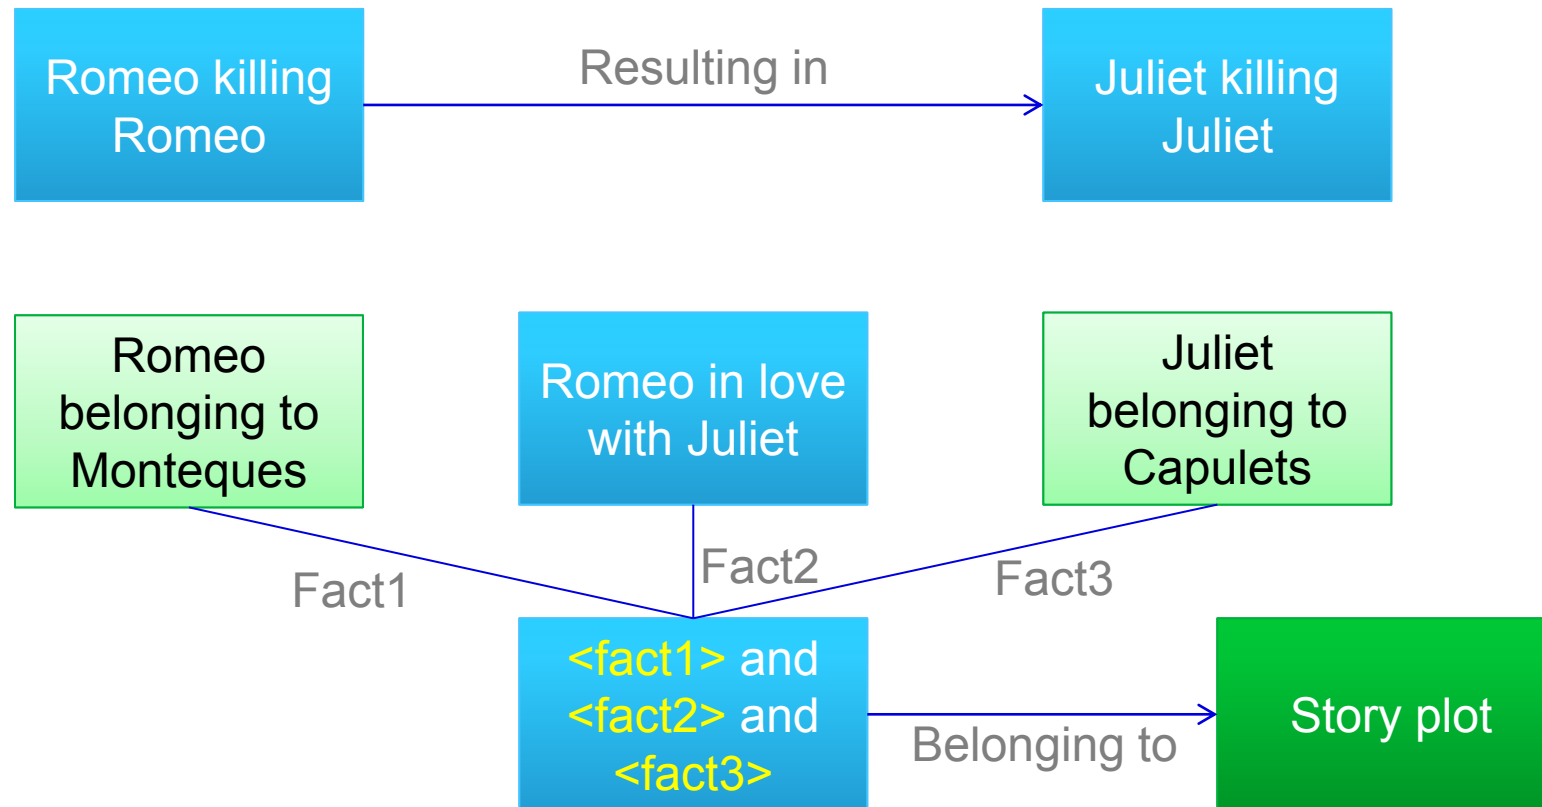 Romeo killing
Romeo
Resulting in
Juliet killing
Juliet
Romeo
belonging to
Monteques
Romeo in love
with Juliet
Juliet
belonging to
Capulets
Fact1
Fact2
Fact3
<fact1> and
<fact2> and
<fact3>
Belonging to
Story plot